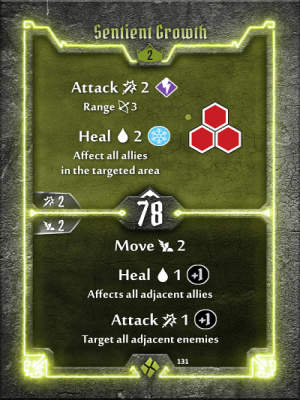 Sentient Growth
2
Attack 2
Range 3
Heal 2
Affect all allies
in the targeted area
2
78
2
Move 2
Heal 1 +1
Affects all adjacent allies
Attack 1 +1
Target all adjacent enemies
131